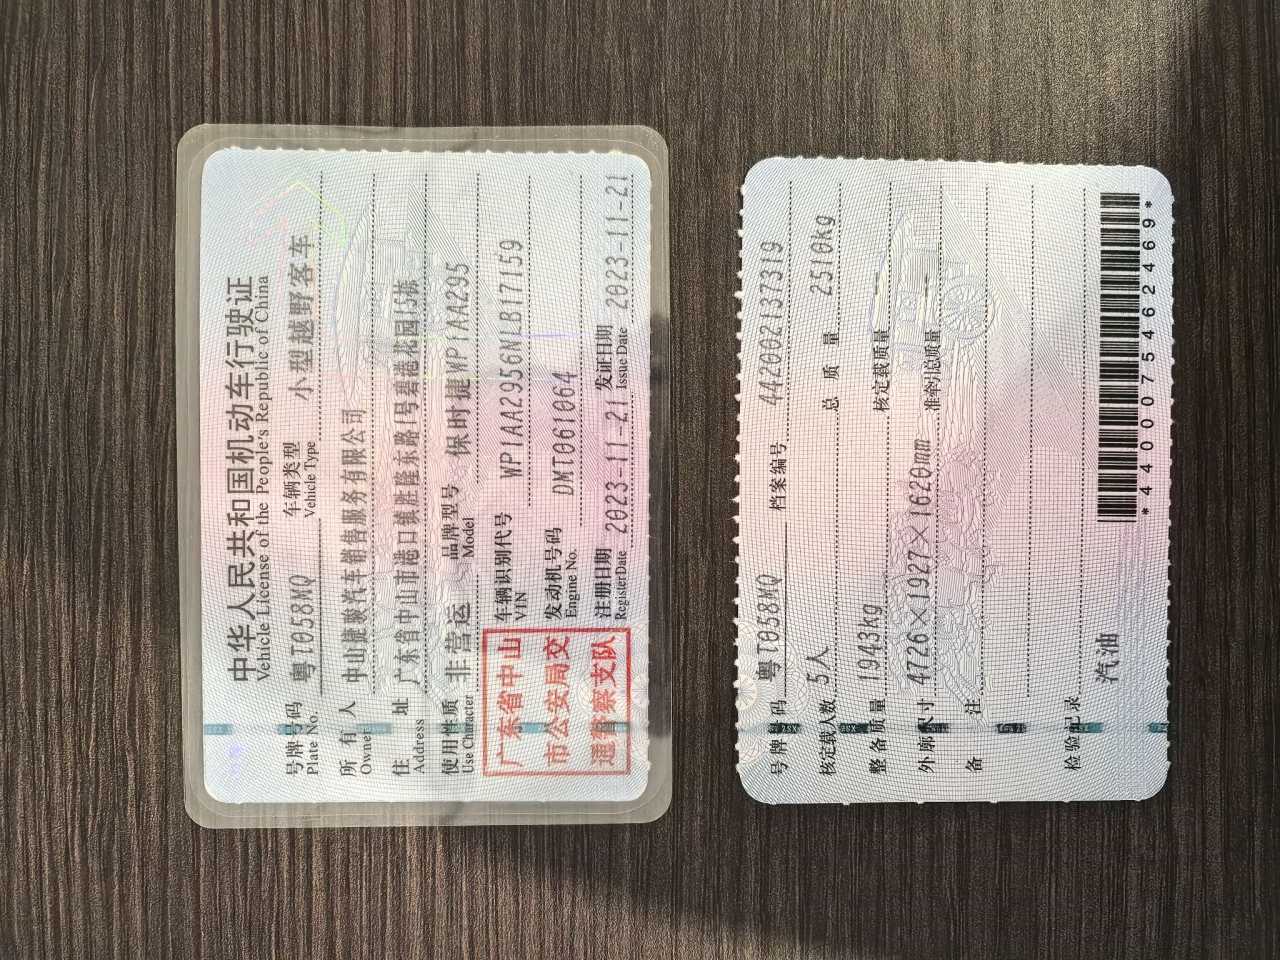 中华人民共和国机动车行驶证
Vehicle License of the People's Republic of China
号牌号码 粤T058MQ 车辆类型 小型越野客车
Plate No. Vehicle Type
所有人 中山捷骏汽车销售服务有限公司
Owner
住址 广东省中山市港口镇胜隆东路1号碧港花园15栋
Address
使用性质 非营运 品牌型号 保时捷WP1AA295
Use Character Model
广东省中山
市公安局交
通警察支队
车辆识别代号 WP1AA2956NLB17159
VIN
发动机号码 DMT061064
Engine No.
注册日期 2023-11-21 发证日期 2023-11-21
Register Date Issue Date
号牌号码 粤T058MQ 档案编号 442002137319
核定载人数 5人 总质量 2510kg
整备质量 1943kg 核定载质量
外廓尺寸 4726×1927×1620mm 准牵引总质量
备注
检验记录
汽油
*4400075462469*